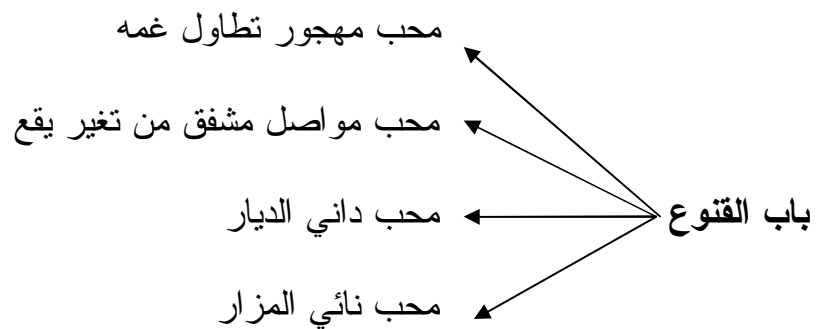 محب مهجور تطاول غمه
محب مواصل مشفق من تغير يقع
باب القنوع
محب داني الديار
محب نائي المزار